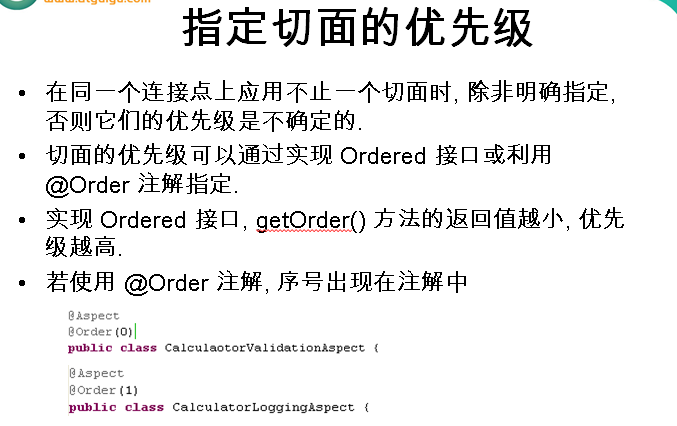 www.atguigu.com
指定切面的优先级
• 在同一个连接点上应用不止一个切面时, 除非明确指定,
否则它们的优先级是不确定的.
• 切面的优先级可以通过实现 Ordered 接口或利用
@Order 注解指定.
• 实现 Ordered 接口, getOrder() 方法的返回值越小, 优先
级越高.
• 若使用 @Order 注解, 序号出现在注解中
@Aspect
@Order(0)
public class CalculaotorValidationAspect {
@Aspect
@Order(1)
public class CalculatorLoggingAspect {